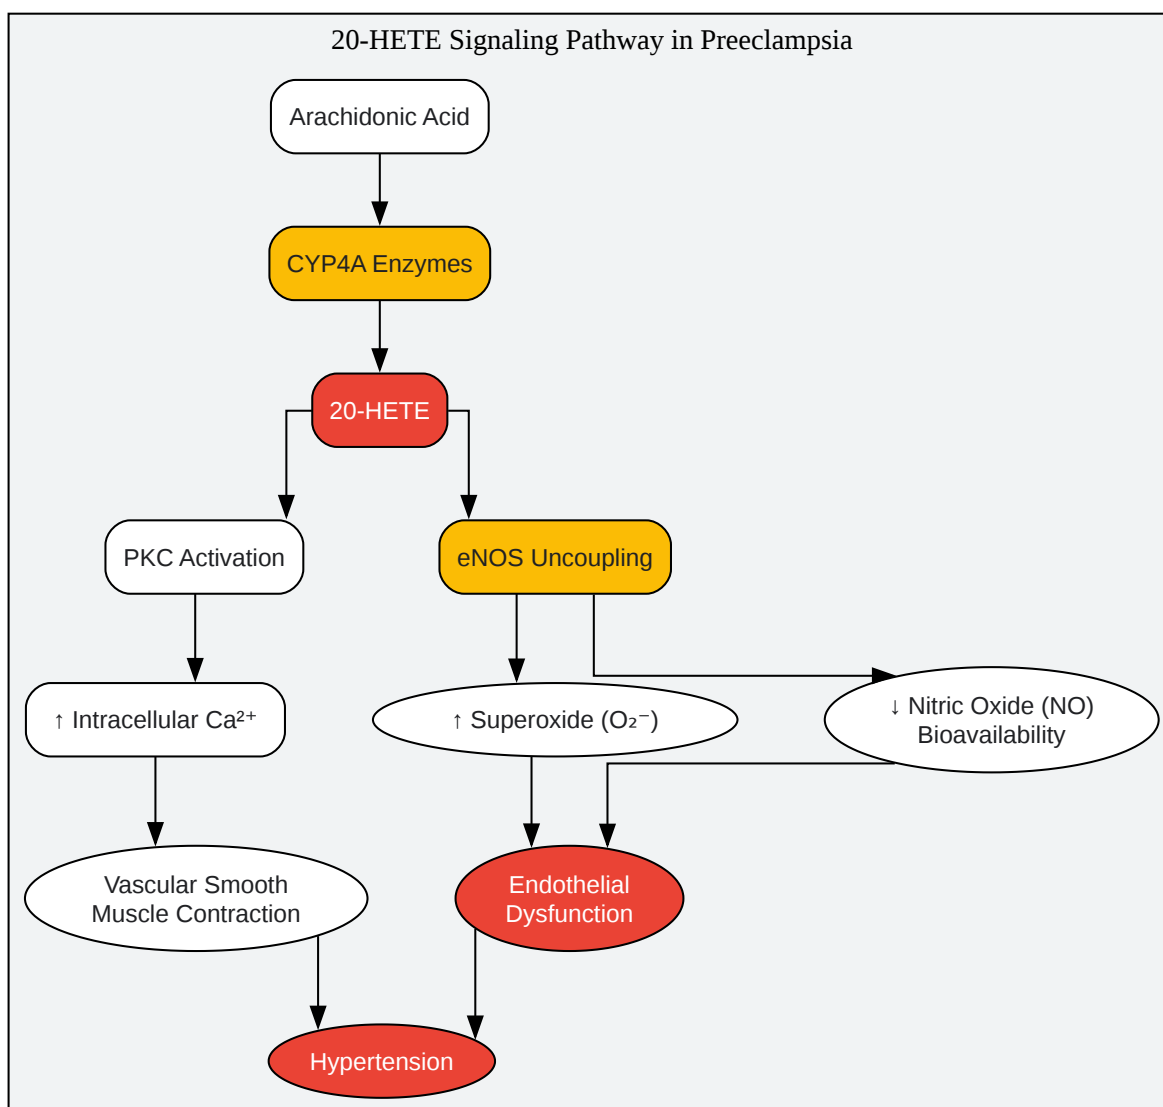 20-HETE Signaling Pathway in Preeclampsia
Arachidonic Acid
CYP4A Enzymes
20-HETE
PKC Activation
eNOS Uncoupling
↑ Intracellular Ca²⁺
↑ Superoxide (O₂⁻)
↓ Nitric Oxide (NO)
Bioavailability
Vascular Smooth
Muscle Contraction
Endothelial
Dysfunction
Hypertension